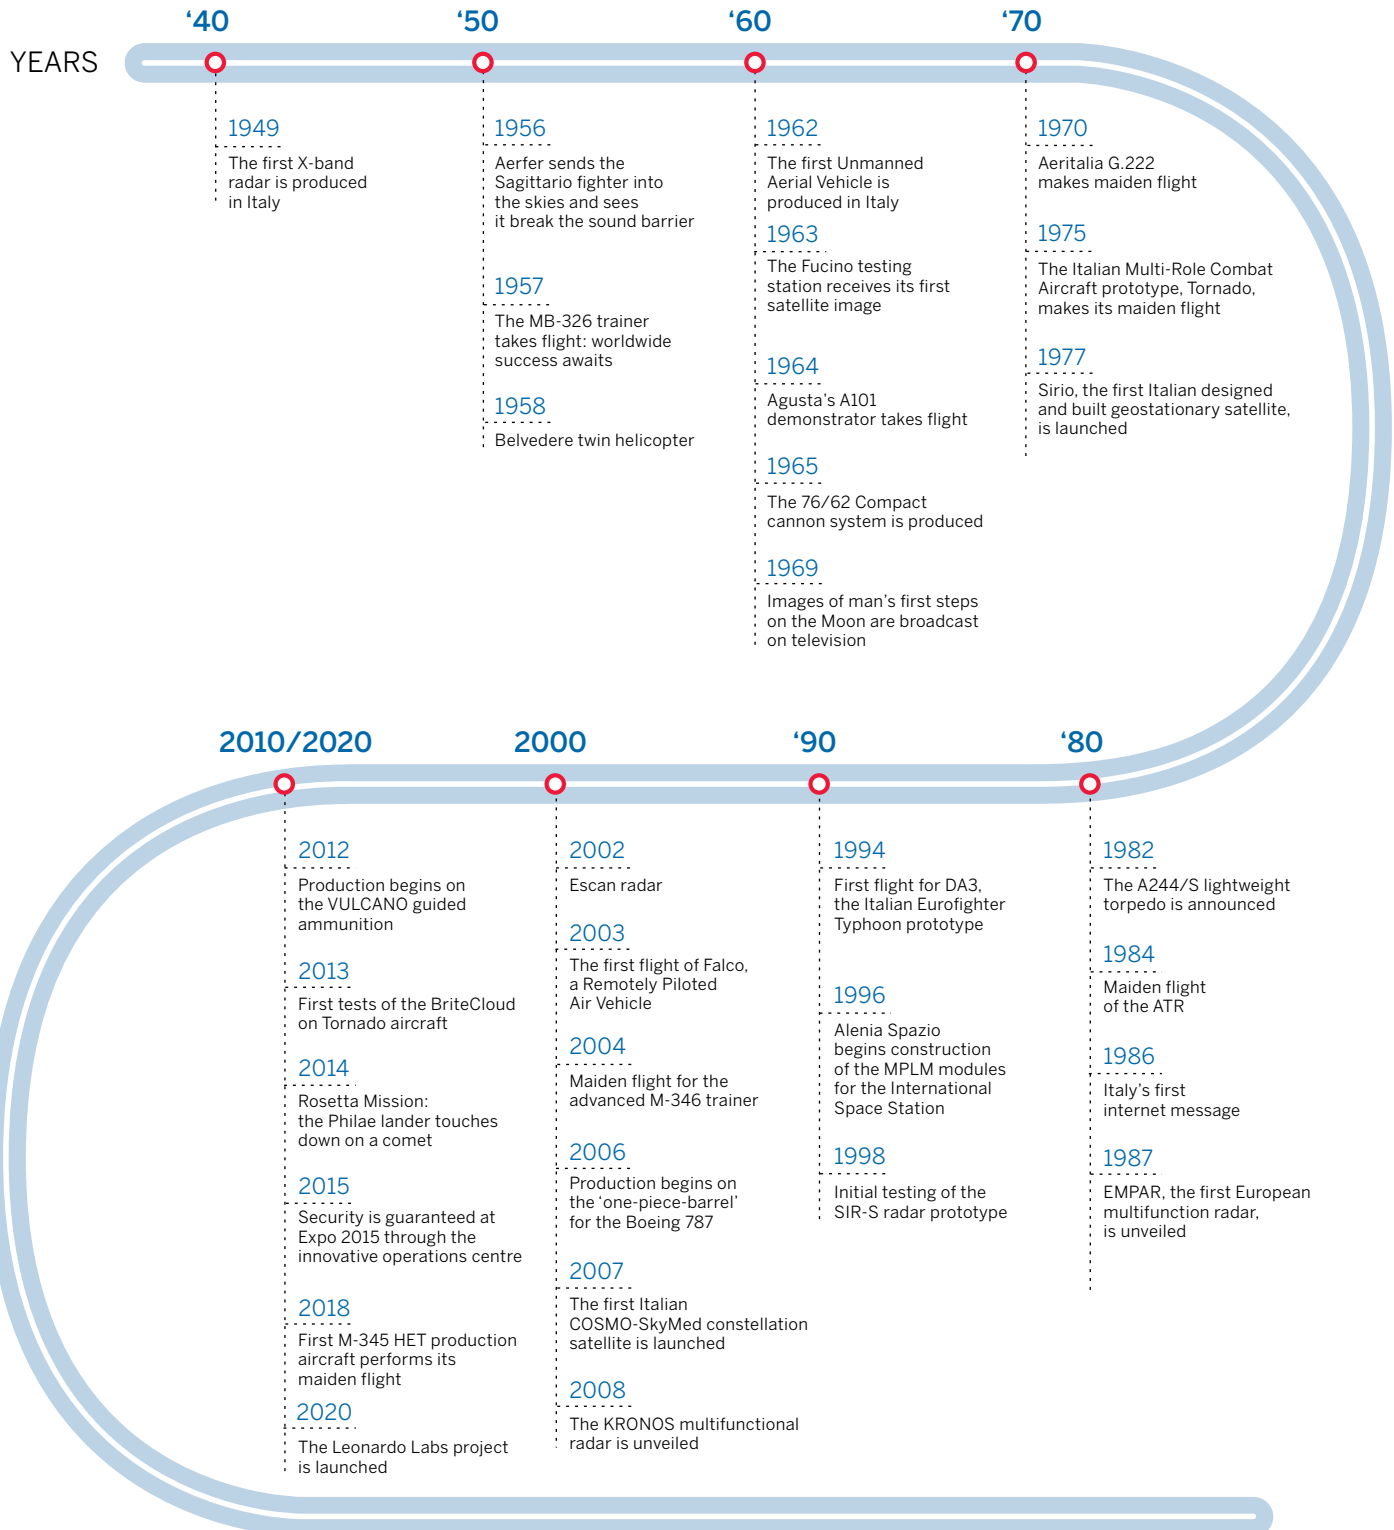 YEARS
‘40
1949
The first X-band
radar is produced
in Italy
‘50
1956
Aerfer sends the
Sagittario fighter into
the skies and sees
it break the sound barrier
1957
The MB-326 trainer
takes flight: worldwide
success awaits
1958
Belvedere twin helicopter
‘60
1962
The first Unmanned
Aerial Vehicle is
produced in Italy
1963
The Fucino testing
station receives its first
satellite image
1964
Agusta’s A101
demonstrator takes flight
1965
The 76/62 Compact
cannon system is produced
1969
Images of man’s first steps
on the Moon are broadcast
on television
‘70
1970
Aeritalia G.222
makes maiden flight
1975
The Italian Multi-Role Combat
Aircraft prototype, Tornado,
makes its maiden flight
1977
Sirio, the first Italian designed
and built geostationary satellite,
is launched
‘80
1982
The A244/S lightweight
torpedo is announced
1984
Maiden flight
of the ATR
1986
Italy’s first
internet message
1987
EMPAR, the first European
multifunction radar,
is unveiled
‘90
1994
First flight for DA3,
the Italian Eurofighter
Typhoon prototype
1996
Alenia Spazio
begins construction
of the MPLM modules
for the International
Space Station
1998
Initial testing of the
SIR-S radar prototype
2000
2002
Escan radar
2003
The first flight of Falco,
a Remotely Piloted
Air Vehicle
2004
Maiden flight for the
advanced M-346 trainer
2006
Production begins on
the ‘one-piece-barrel’
for the Boeing 787
2007
The first Italian
COSMO-SkyMed constellation
satellite is launched
2008
The KRONOS multifunctional
radar is unveiled
2010/2020
2012
Production begins on
the VULCANO guided
ammunition
2013
First tests of the BriteCloud
on Tornado aircraft
2014
Rosetta Mission:
the Philae lander touches
down on a comet
2015
Security is guaranteed at
Expo 2015 through the
innovative operations centre
2018
First M-345 HET production
aircraft performs its
maiden flight
2020
The Leonardo Labs project
is launched